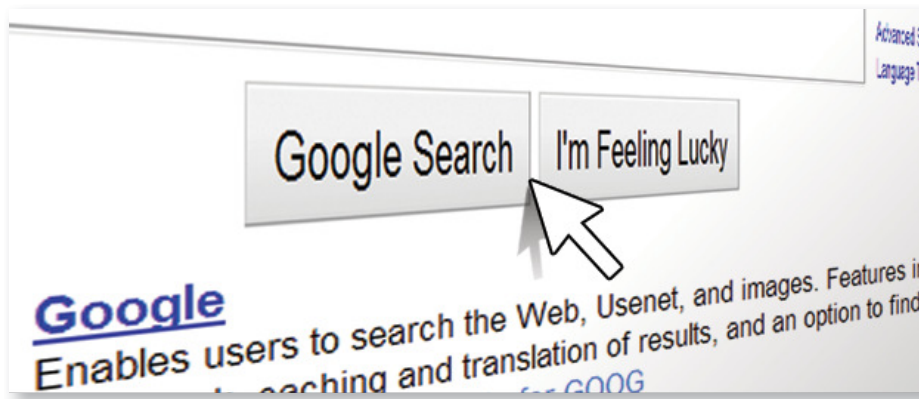 Advanced
Language
Google Search
I'm Feeling Lucky
Google
Enables users to search the Web, Usenet, and images. Features
caching and translation of results, and an option to find
for GOOG